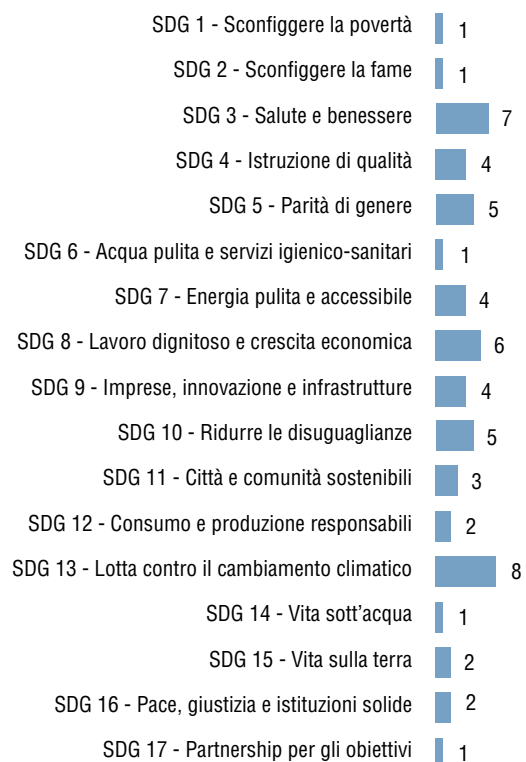 SDG 1 - Sconfiggere la povertà 1
SDG 2 - Sconfiggere la fame 1
SDG 3 - Salute e benessere 7
SDG 4 - Istruzione di qualità 4
SDG 5 - Parità di genere 5
SDG 6 - Acqua pulita e servizi igienico-sanitari 1
SDG 7 - Energia pulita e accessibile 4
SDG 8 - Lavoro dignitoso e crescita economica 6
SDG 9 - Imprese, innovazione e infrastrutture 4
SDG 10 - Ridurre le disuguaglianze 5
SDG 11 - Città e comunità sostenibili 3
SDG 12 - Consumo e produzione responsabili 2
SDG 13 - Lotta contro il cambiamento climatico 8
SDG 14 - Vita sott'acqua 1
SDG 15 - Vita sulla terra 2
SDG 16 - Pace, giustizia e istituzioni solide 2
SDG 17 - Partnership per gli obiettivi 1